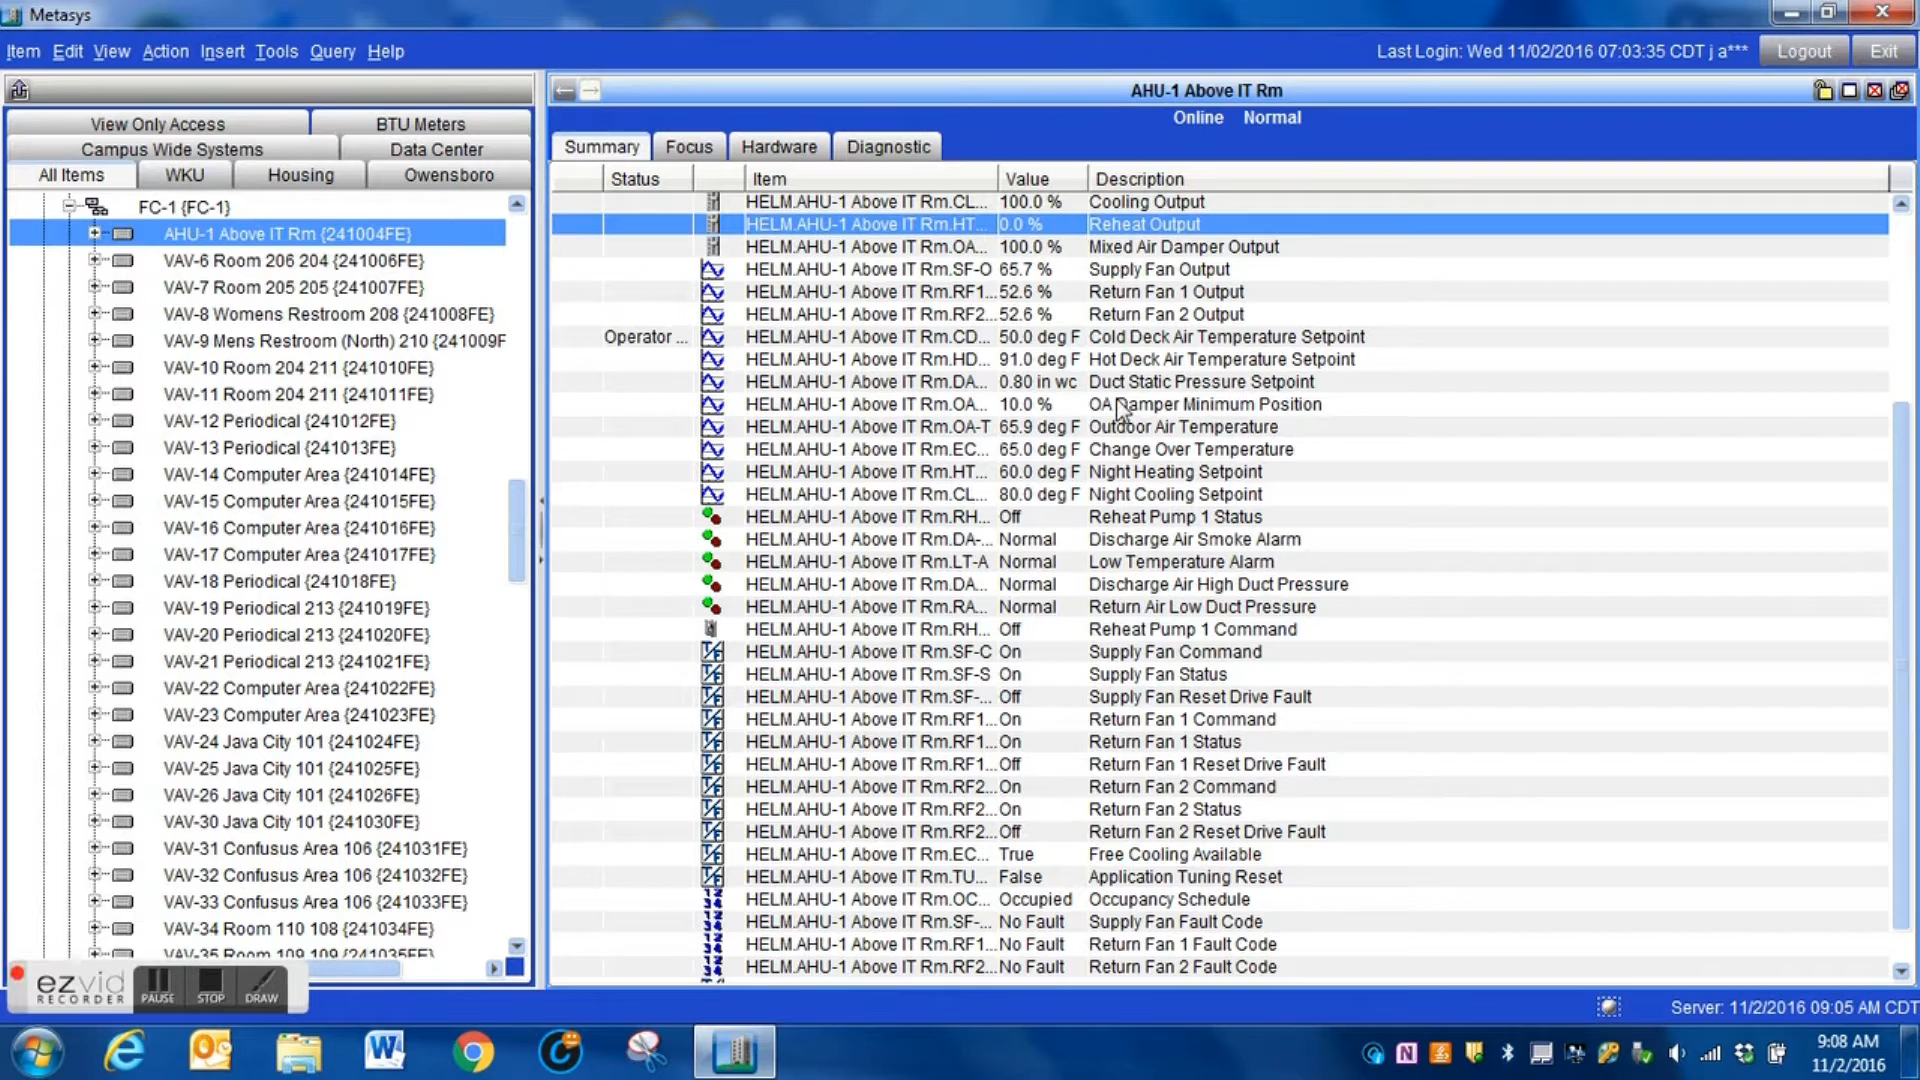 Metasys
Item Edit View Action Insert Tools Query Help
Last Login: Wed 11/02/2016 07:03:35 CDT j a*** Logout Exit
View Only Access BTU Meters
Campus Wide Systems Data Center
All Items WKU Housing Owensboro
FC-1 {FC-1}
AHU-1 Above IT Rm {241004FE}
VAV-6 Room 206 204 {241006FE}
VAV-7 Room 205 205 {241007FE}
VAV-8 Womens Restroom 208 {241008FE}
VAV-9 Mens Restroom (North) 210 {241009F
VAV-10 Room 204 211 {241010FE}
VAV-11 Room 204 211 {241011FE}
VAV-12 Periodical {241012FE}
VAV-13 Periodical {241013FE}
VAV-14 Computer Area {241014FE}
VAV-15 Computer Area {241015FE}
VAV-16 Computer Area {241016FE}
VAV-17 Computer Area {241017FE}
VAV-18 Periodical {241018FE}
VAV-19 Periodical 213 {241019FE}
VAV-20 Periodical 213 {241020FE}
VAV-21 Periodical 213 {241021FE}
VAV-22 Computer Area {241022FE}
VAV-23 Computer Area {241023FE}
VAV-24 Java City 101 {241024FE}
VAV-25 Java City 101 {241025FE}
VAV-26 Java City 101 {241026FE}
VAV-30 Java City 101 {241030FE}
VAV-31 Confusus Area 106 {241031FE}
VAV-32 Confusus Area 106 {241032FE}
VAV-33 Confusus Area 106 {241033FE}
VAV-34 Room 110 108 {241034FE}
VAV-35 Room 109 109 {241035FE}
AHU-1 Above IT Rm
Online Normal
Summary Focus Hardware Diagnostic
Status Item Value Description
HELM.AHU-1 Above IT Rm.CL... 100.0 % Cooling Output
HELM.AHU-1 Above IT Rm.HT... 0.0 % Reheat Output
HELM.AHU-1 Above IT Rm.OA... 100.0 % Mixed Air Damper Output
HELM.AHU-1 Above IT Rm.SF-O 65.7 % Supply Fan Output
HELM.AHU-1 Above IT Rm.RF1... 52.6 % Return Fan 1 Output
HELM.AHU-1 Above IT Rm.RF2... 52.6 % Return Fan 2 Output
Operator ... HELM.AHU-1 Above IT Rm.CD... 50.0 deg F Cold Deck Air Temperature Setpoint
HELM.AHU-1 Above IT Rm.HD... 91.0 deg F Hot Deck Air Temperature Setpoint
HELM.AHU-1 Above IT Rm.DA... 0.80 in wc Duct Static Pressure Setpoint
HELM.AHU-1 Above IT Rm.OA... 10.0 % OA Damper Minimum Position
HELM.AHU-1 Above IT Rm.OA-T 65.9 deg F Outdoor Air Temperature
HELM.AHU-1 Above IT Rm.EC... 65.0 deg F Change Over Temperature
HELM.AHU-1 Above IT Rm.HT... 60.0 deg F Night Heating Setpoint
HELM.AHU-1 Above IT Rm.CL... 80.0 deg F Night Cooling Setpoint
HELM.AHU-1 Above IT Rm.RH... Off Reheat Pump 1 Status
HELM.AHU-1 Above IT Rm.DA-... Normal Discharge Air Smoke Alarm
HELM.AHU-1 Above IT Rm.LT-A Normal Low Temperature Alarm
HELM.AHU-1 Above IT Rm.DA... Normal Discharge Air High Duct Pressure
HELM.AHU-1 Above IT Rm.RA... Normal Return Air Low Duct Pressure
HELM.AHU-1 Above IT Rm.RH... Off Reheat Pump 1 Command
HELM.AHU-1 Above IT Rm.SF-C On Supply Fan Command
HELM.AHU-1 Above IT Rm.SF-S On Supply Fan Status
HELM.AHU-1 Above IT Rm.SF-... Off Supply Fan Reset Drive Fault
HELM.AHU-1 Above IT Rm.RF1... On Return Fan 1 Command
HELM.AHU-1 Above IT Rm.RF1... On Return Fan 1 Status
HELM.AHU-1 Above IT Rm.RF1... Off Return Fan 1 Reset Drive Fault
HELM.AHU-1 Above IT Rm.RF2... On Return Fan 2 Command
HELM.AHU-1 Above IT Rm.RF2... On Return Fan 2 Status
HELM.AHU-1 Above IT Rm.RF2... Off Return Fan 2 Reset Drive Fault
HELM.AHU-1 Above IT Rm.EC... True Free Cooling Available
HELM.AHU-1 Above IT Rm.TU... False Application Tuning Reset
HELM.AHU-1 Above IT Rm.OC... Occupied Occupancy Schedule
HELM.AHU-1 Above IT Rm.SF-... No Fault Supply Fan Fault Code
HELM.AHU-1 Above IT Rm.RF1... No Fault Return Fan 1 Fault Code
HELM.AHU-1 Above IT Rm.RF2... No Fault Return Fan 2 Fault Code
ezvid
RECORDER PAUSE STOP DRAW
Server: 11/2/2016 09:05 AM CDT
9:08 AM
11/2/2016